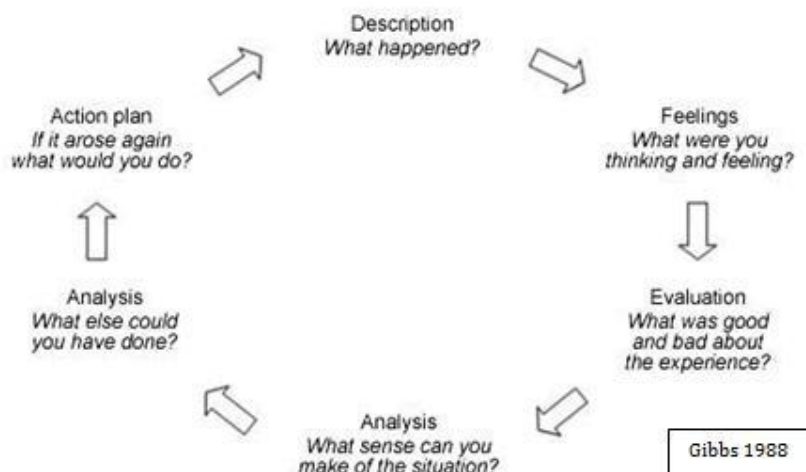 Description
What happened?
Feelings
What were you
thinking and feeling?
Evaluation
What was good
and bad about
the experience?
Analysis
What sense can you
make of the situation?
Analysis
What else could
you have done?
Action plan
If it arose again
what would you do?
Gibbs 1988